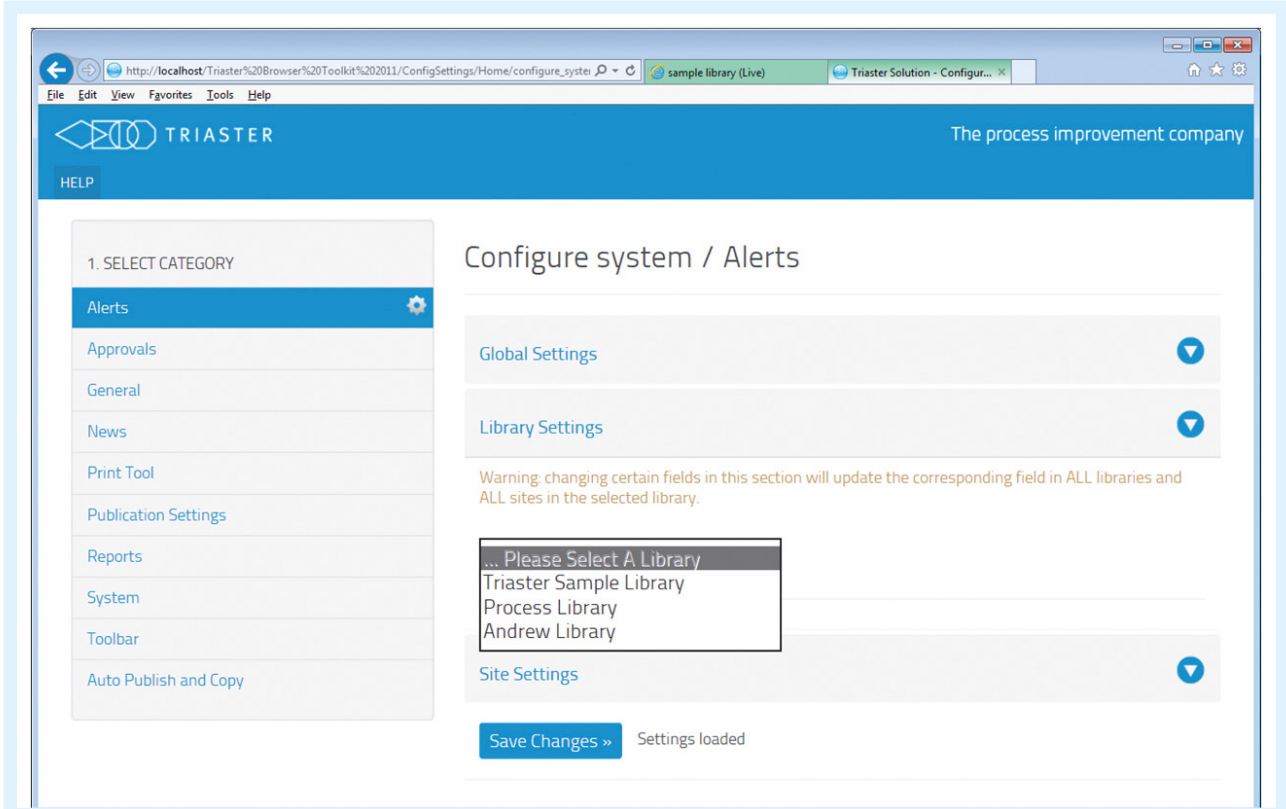 http://localhost/Triaster%20Browser%20Toolkit%202011/ConfigSettings/Home/configure_syster
sample library (Live)
Triaster Solution - Configur...
File Edit View Favorites Tools Help
TRIASTER
The process improvement company
HELP
1. SELECT CATEGORY
Alerts
Approvals
General
News
Print Tool
Publication Settings
Reports
System
Toolbar
Auto Publish and Copy
Configure system / Alerts
Global Settings
Library Settings
Warning: changing certain fields in this section will update the corresponding field in ALL libraries and
ALL sites in the selected library.
... Please Select A Library
Triaster Sample Library
Process Library
Andrew Library
Site Settings
Save Changes »
Settings loaded